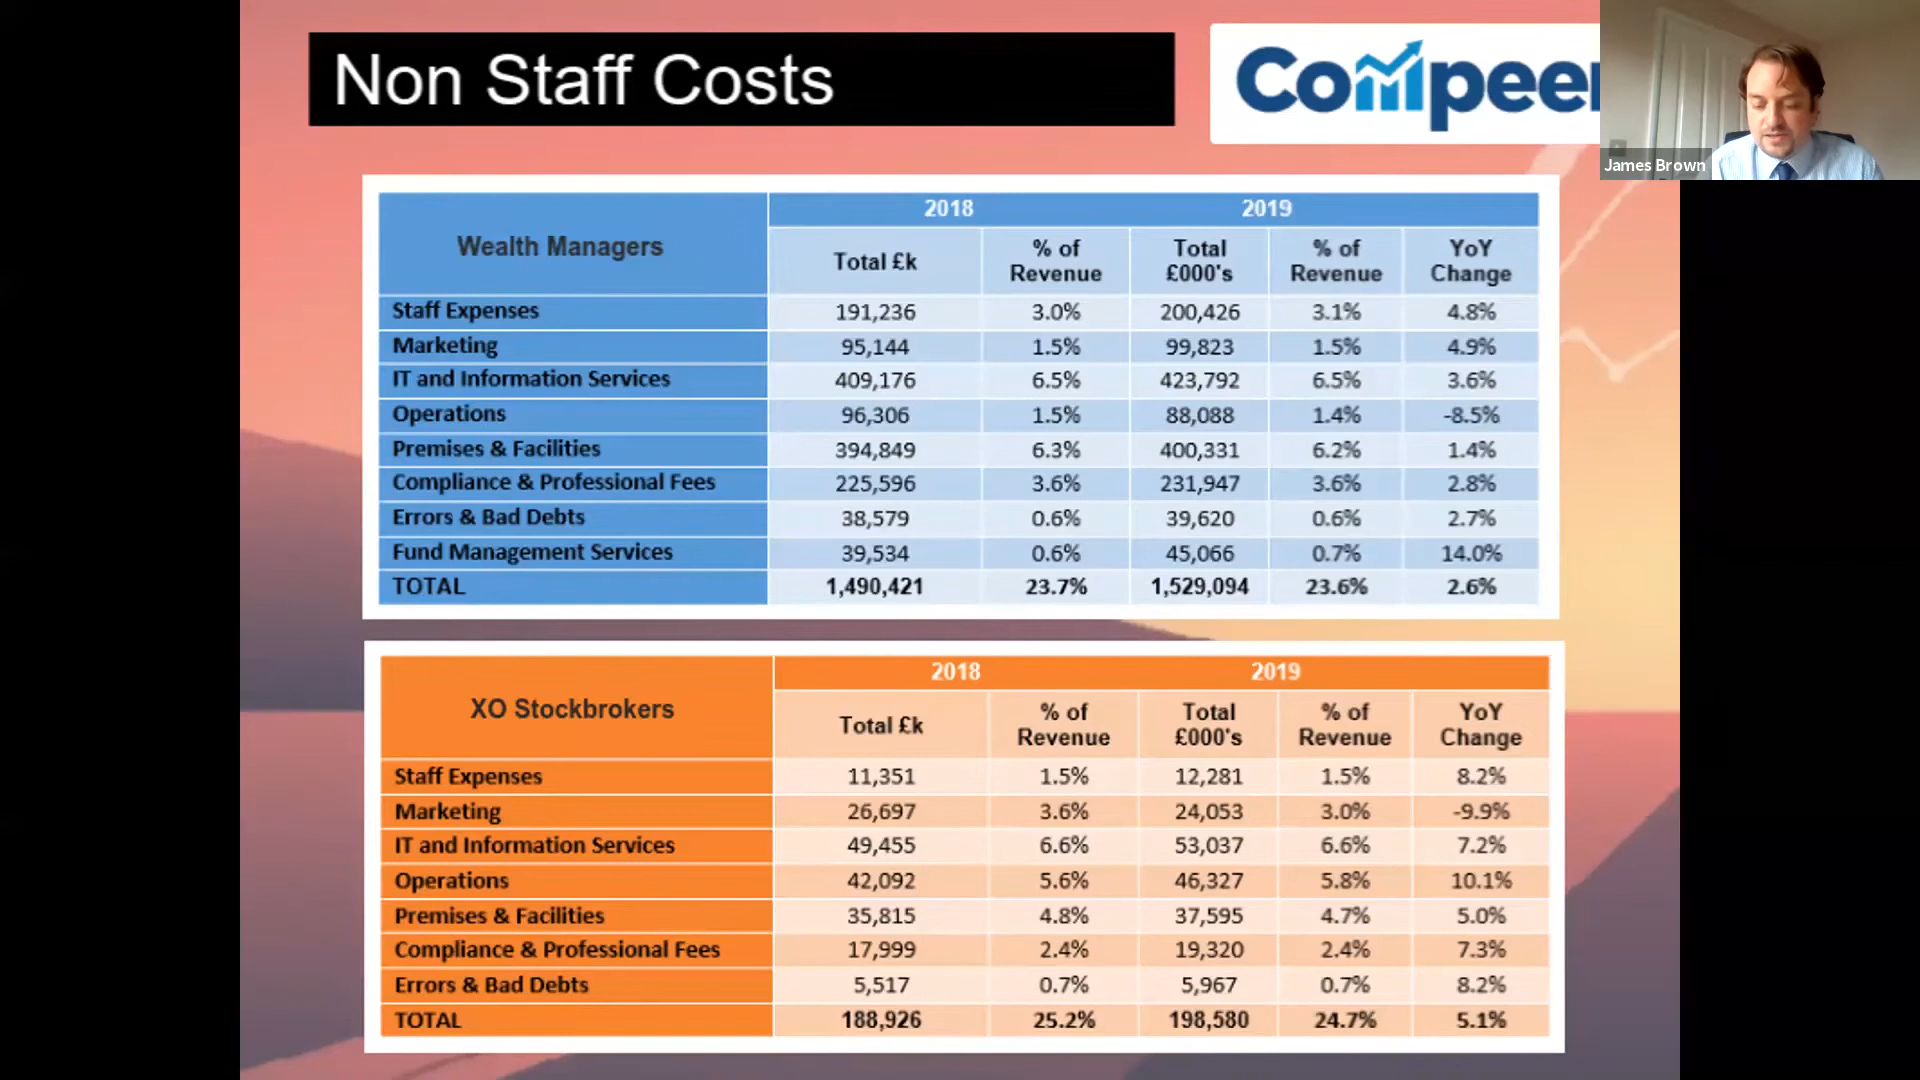 Non Staff Costs
Compeer
James Brown
2018 2019
Wealth Managers
Total £k % of Revenue Total £000's % of Revenue YoY Change
Staff Expenses 191,236 3.0% 200,426 3.1% 4.8%
Marketing 95,144 1.5% 99,823 1.5% 4.9%
IT and Information Services 409,176 6.5% 423,792 6.5% 3.6%
Operations 96,306 1.5% 88,088 1.4% -8.5%
Premises & Facilities 394,849 6.3% 400,331 6.2% 1.4%
Compliance & Professional Fees 225,596 3.6% 231,947 3.6% 2.8%
Errors & Bad Debts 38,579 0.6% 39,620 0.6% 2.7%
Fund Management Services 39,534 0.6% 45,066 0.7% 14.0%
TOTAL 1,490,421 23.7% 1,529,094 23.6% 2.6%
2018 2019
XO Stockbrokers
Total £k % of Revenue Total £000's % of Revenue YoY Change
Staff Expenses 11,351 1.5% 12,281 1.5% 8.2%
Marketing 26,697 3.6% 24,053 3.0% -9.9%
IT and Information Services 49,455 6.6% 53,037 6.6% 7.2%
Operations 42,092 5.6% 46,327 5.8% 10.1%
Premises & Facilities 35,815 4.8% 37,595 4.7% 5.0%
Compliance & Professional Fees 17,999 2.4% 19,320 2.4% 7.3%
Errors & Bad Debts 5,517 0.7% 5,967 0.7% 8.2%
TOTAL 188,926 25.2% 198,580 24.7% 5.1%